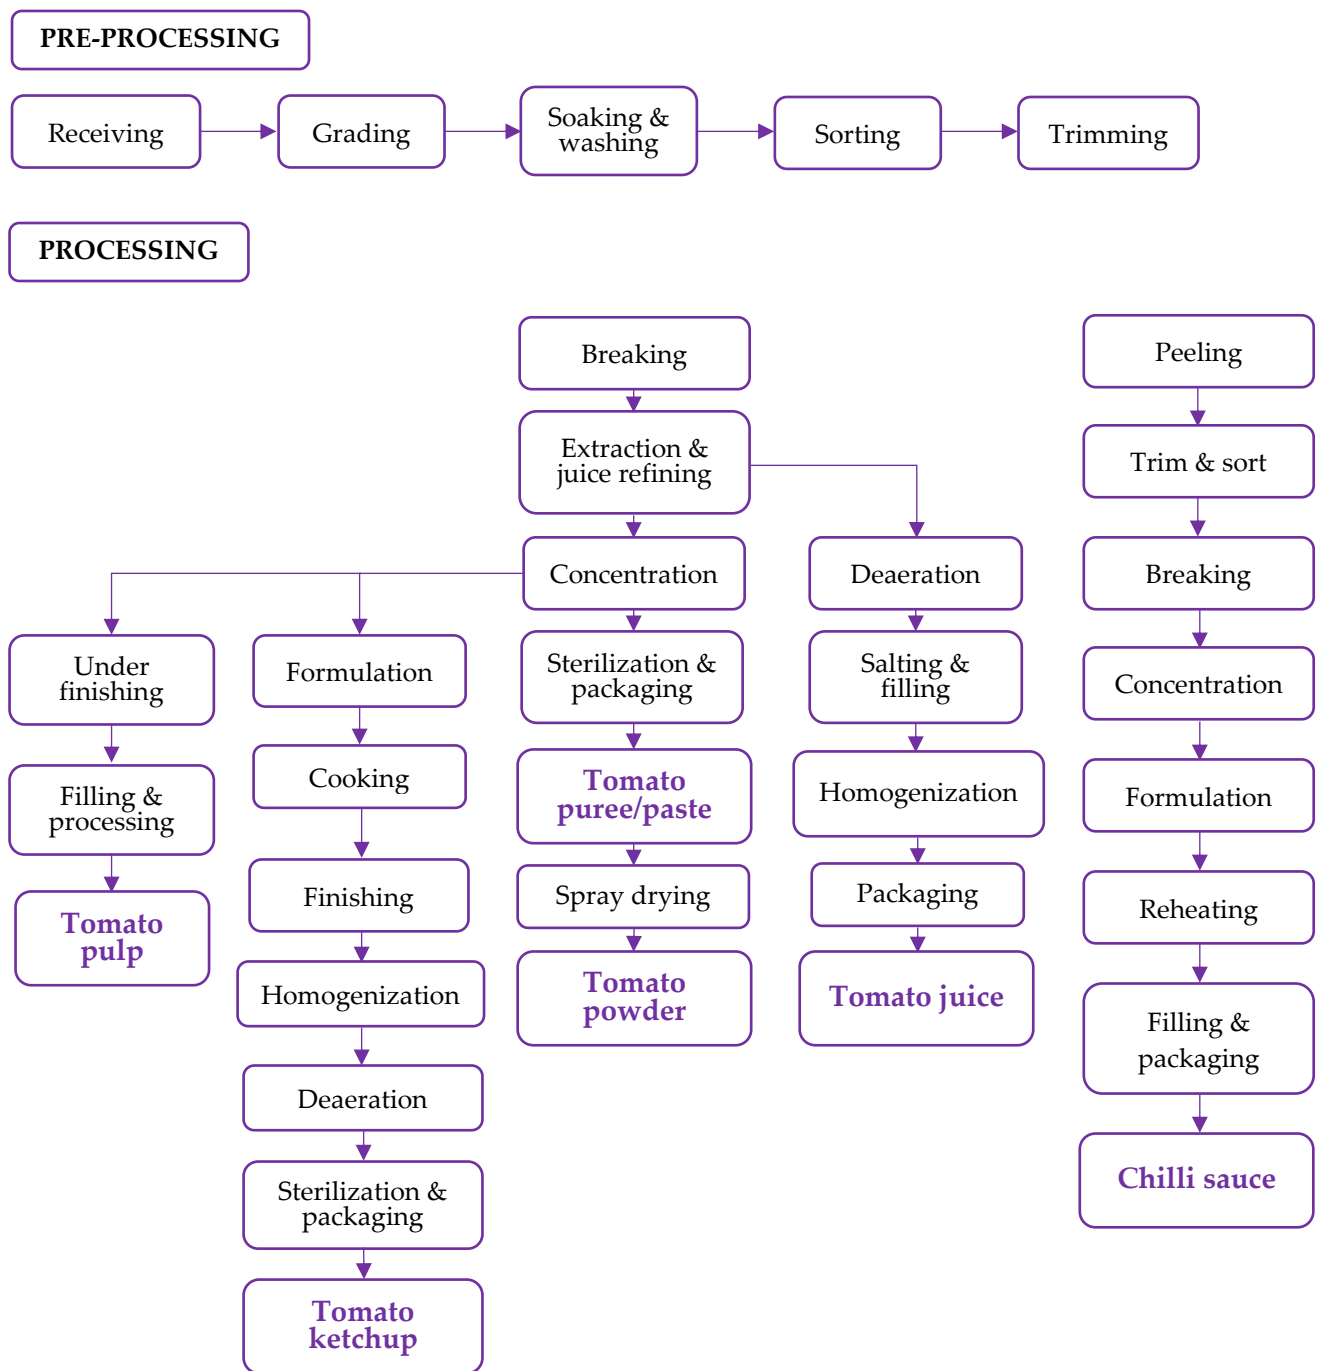 PRE-PROCESSING
Receiving
Grading
Soaking &
washing
Sorting
Trimming
PROCESSING
Breaking
Extraction &
juice refining
Concentration
Under
finishing
Filling &
processing
Tomato
pulp
Formulation
Cooking
Finishing
Homogenization
Deaeration
Sterilization &
packaging
Tomato
ketchup
Sterilization &
packaging
Tomato
puree/paste
Spray drying
Tomato
powder
Deaeration
Salting &
filling
Homogenization
Packaging
Tomato juice
Peeling
Trim & sort
Breaking
Concentration
Formulation
Reheating
Filling &
packaging
Chilli sauce